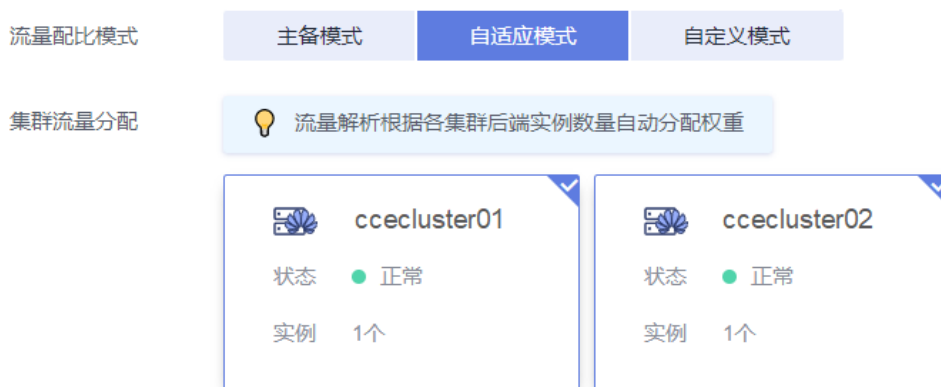 流量配比模式 主备模式 自适应模式 自定义模式
集群流量分配 流量解析根据各集群后端实例数量自动分配权重
ccecluster01 ccecluster02
状态 正常 状态 正常
实例 1个 实例 1个